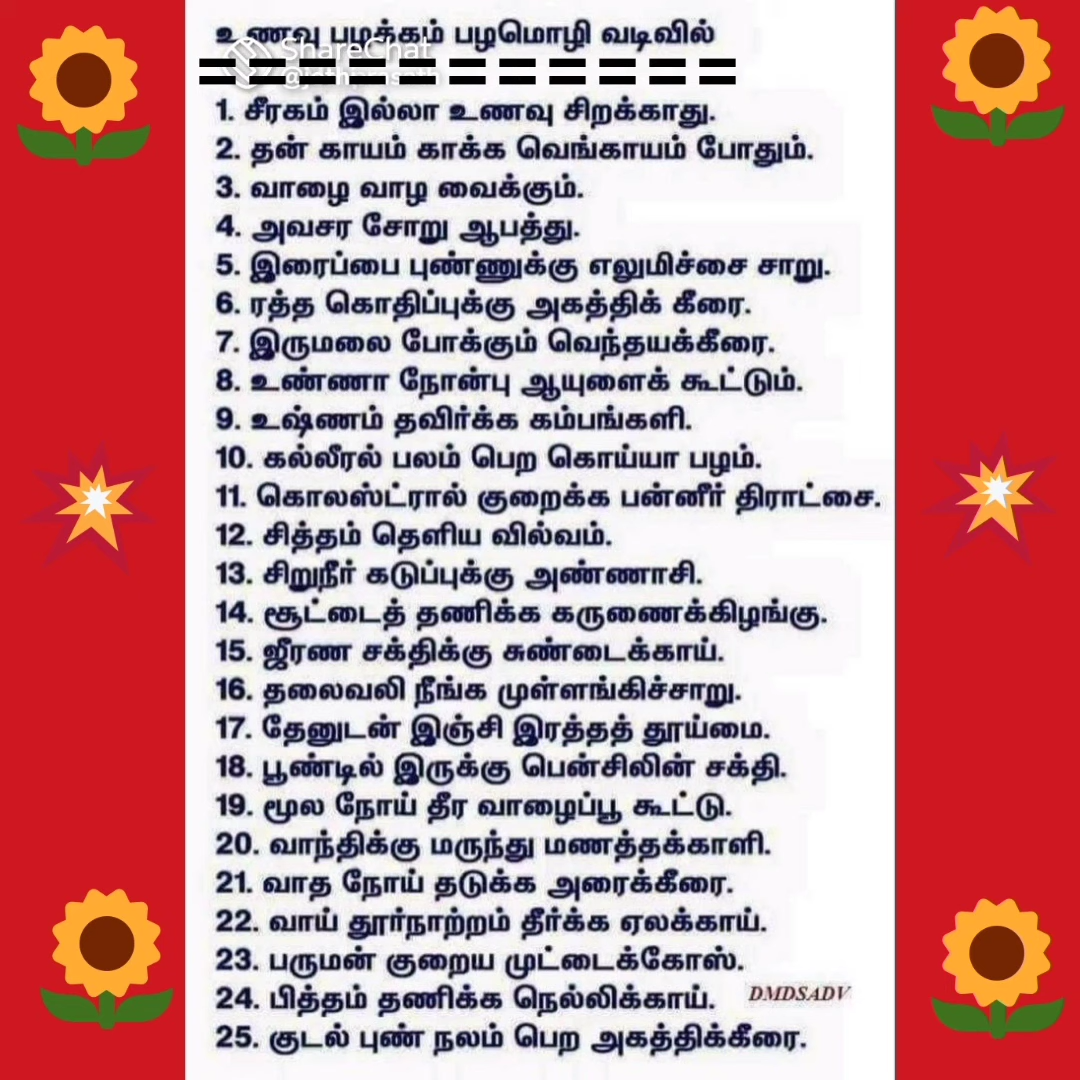 உணவு பழக்கம் பழமொழி வடிவில்
ShareChat
==============
1. சீரகம் இல்லா உணவு சிறக்காது.
2. தன் காயம் காக்க வெங்காயம் போதும்.
3. வாழை வாழ வைக்கும்.
4. அவசர சோறு ஆபத்து.
5. இரைப்பை புண்ணுக்கு எலுமிச்சை சாறு.
6. ரத்த கொதிப்புக்கு அகத்திக் கீரை.
7. இருமலை போக்கும் வெந்தயக்கீரை.
8. உண்ணா நோன்பு ஆயுளைக் கூட்டும்.
9. உஷ்ணம் தவிர்க்க கம்பங்களி.
10. கல்லீரல் பலம் பெற கொய்யா பழம்.
11. கொலஸ்ட்ரால் குறைக்க பன்னீர் திராட்சை.
12. சித்தம் தெளிய வில்வம்.
13. சிறுநீர் கடுப்புக்கு அண்ணாசி.
14. சூட்டைத் தணிக்க கருணைக்கிழங்கு.
15. ஜீரண சக்திக்கு சுண்டைக்காய்.
16. தலைவலி நீங்க முள்ளங்கிச்சாறு.
17. தேனுடன் இஞ்சி இரத்தத் தூய்மை.
18. பூண்டில் இருக்கு பென்சிலின் சக்தி.
19. மூல நோய் தீர வாழைப்பூ கூட்டு.
20. வாந்திக்கு மருந்து மணத்தக்காளி.
21. வாத நோய் தடுக்க அரைக்கீரை.
22. வாய் தூர்நாற்றம் தீர்க்க ஏலக்காய்.
23. பருமன் குறைய முட்டைக்கோஸ்.
24. பித்தம் தணிக்க நெல்லிக்காய். DMDSADV
25. குடல் புண் நலம் பெற அகத்திக்கீரை.